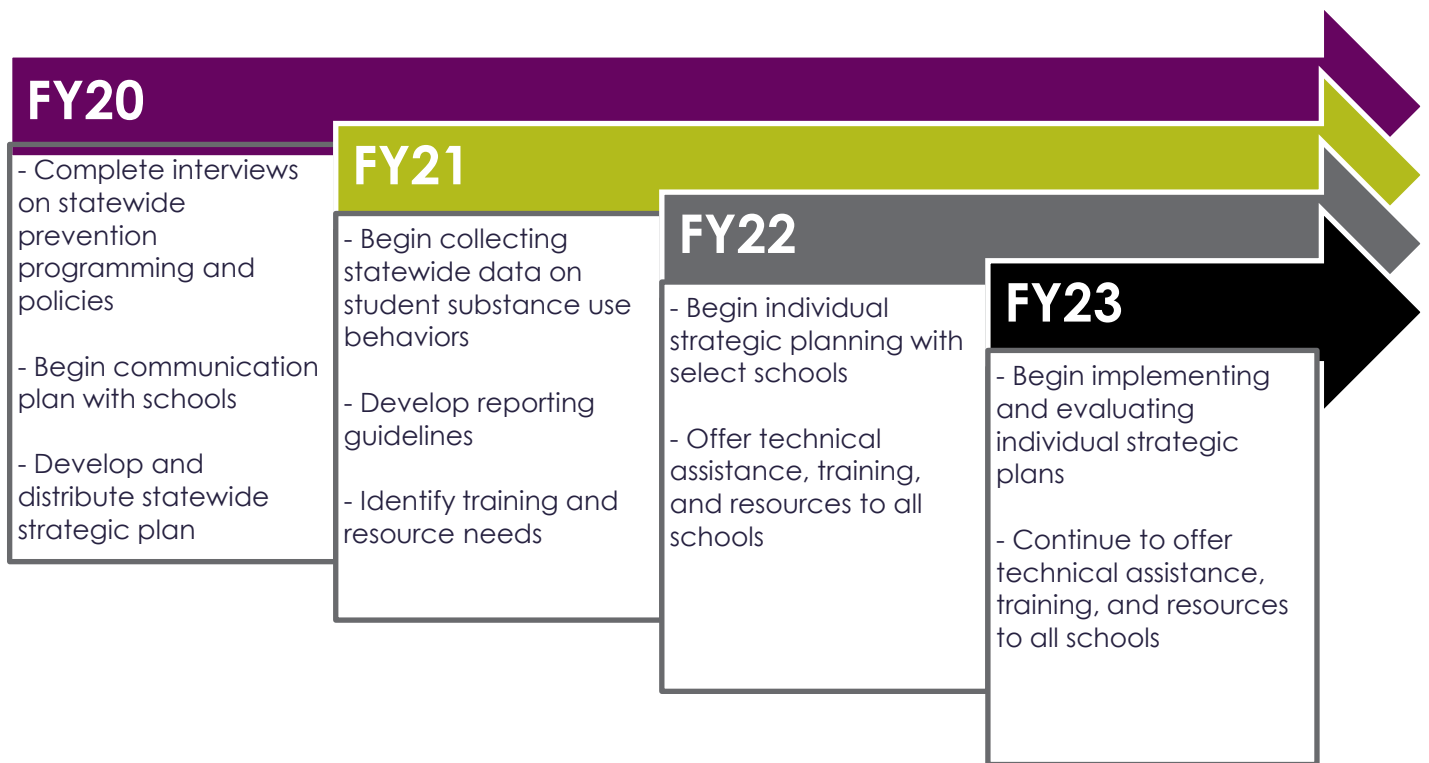 FY20
- Complete interviews
on statewide
prevention
programming and
policies
- Begin communication
plan with schools
- Develop and
distribute statewide
strategic plan
FY21
- Begin collecting
statewide data on
student substance use
behaviors
- Develop reporting
guidelines
- Identify training and
resource needs
FY22
- Begin individual
strategic planning with
select schools
- Offer technical
assistance, training,
and resources to all
schools
FY23
- Begin implementing
and evaluating
individual strategic
plans
- Continue to offer
technical assistance,
training, and resources
to all schools